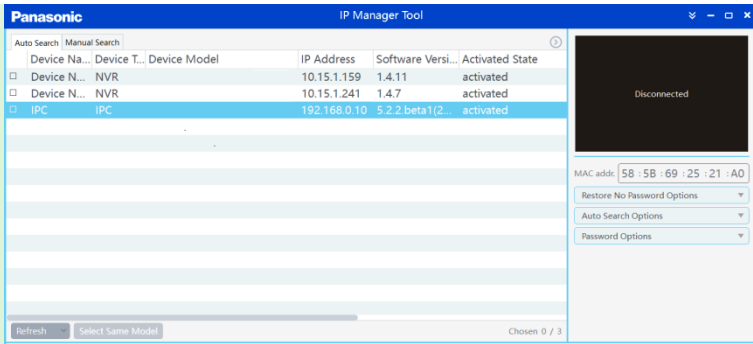 Panasonic IP Manager Tool
Auto Search Manual Search
Device Na... Device T... Device Model IP Address Software Versi... Activated State
Device N... NVR 10.15.1.159 1.4.11 activated
Device N... NVR 10.15.1.241 1.4.7 activated
IPC IPC 192.168.0.10 5.2.2.beta1(2... activated
Disconnected
MAC addr. 58 : 5B : 69 : 25 : 21 : A0
Restore No Password Options
Auto Search Options
Password Options
Refresh Select Same Model Chosen 0 / 3